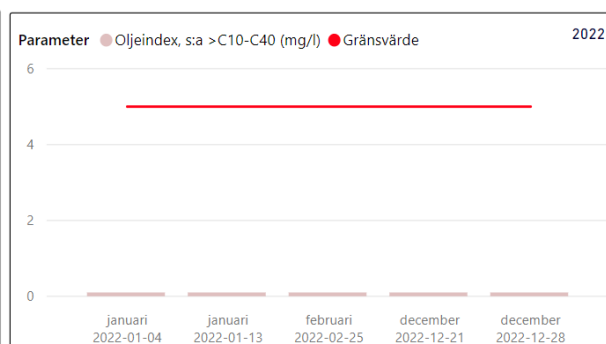 Parameter Oljeindex, s:a >C10-C40 (mg/l) Gränsvärde
2022
6
4
2
0
januari januari februari december december
2022-01-04 2022-01-13 2022-02-25 2022-12-21 2022-12-28